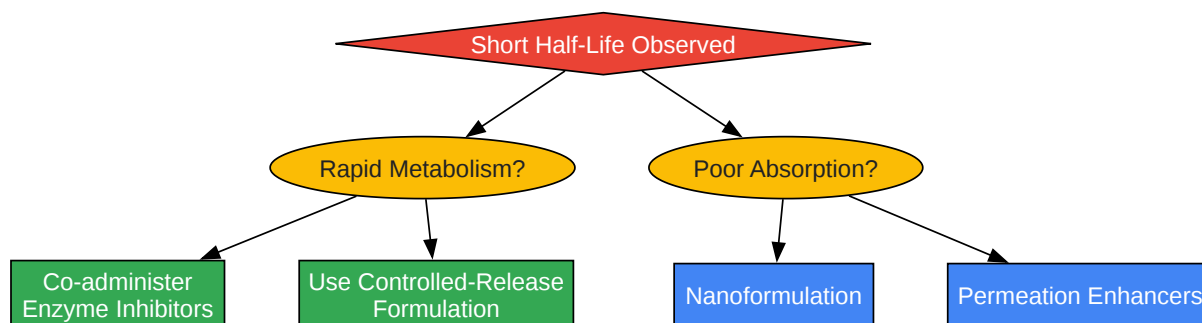 Short Half-Life Observed
Rapid Metabolism?
Poor Absorption?
Co-administer
Enzyme Inhibitors
Use Controlled-Release
Formulation
Nanoformulation
Permeation Enhancers